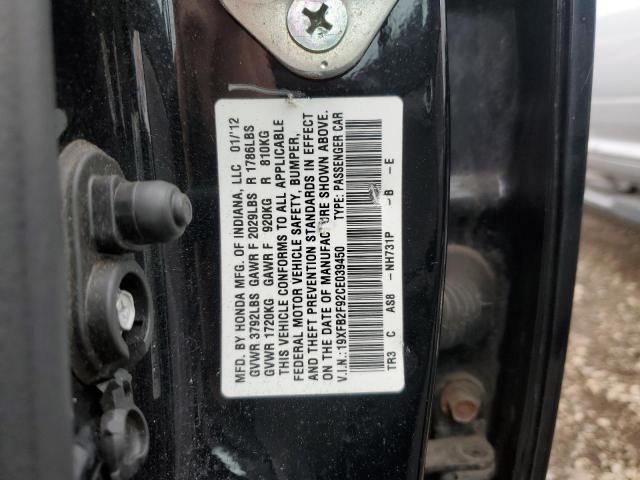 MFD. BY HONDA MFG. OF INDIANA, LLC 01/12
GVWR 3792LBS GAWR F 2029LBS R 1786LBS
GVWR 1720KG GAWR F 920KG R 810KG
THIS VEHICLE CONFORMS TO ALL APPLICABLE
FEDERAL MOTOR VEHICLE SAFETY, BUMPER,
AND THEFT PREVENTION STANDARDS IN EFFECT
ON THE DATE OF MANUFACTURE SHOWN ABOVE.
V.I.N.:19XFB2F92CE039450 TYPE: PASSENGER CAR
TR3 C AS8 -NH731P -B -E